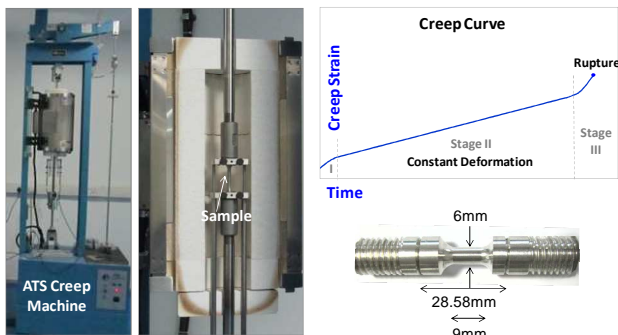 ATS Creep
Machine
Sample
Creep Curve
Creep Strain
Rupture
I
Stage II
Constant Deformation
Stage
III
Time
6mm
28.58mm
9mm